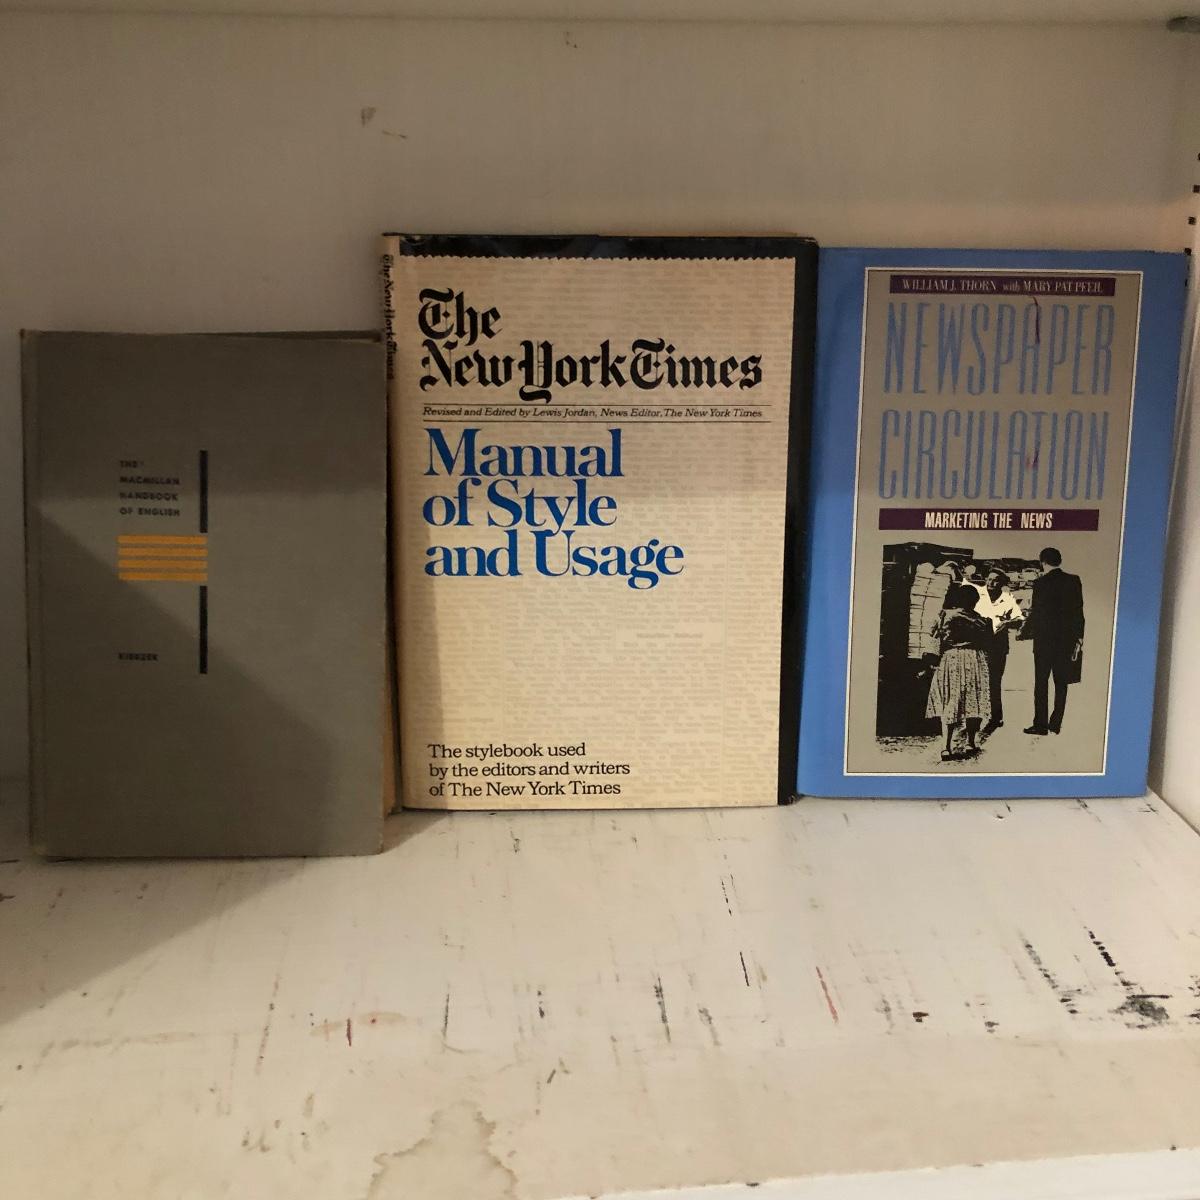 THE
MACMILLAN
HANDBOOK
OF ENGLISH
KIERZEK
The New York Times
The
New York Times
Revised and Edited by Lewis Jordan, News Editor, The New York Times
Manual
of Style
and Usage
The stylebook used
by the editors and writers
of The New York Times
WILLIAM J. THORN with MARY PAT PFEIL
NEWSPAPER
CIRCULATION
MARKETING THE NEWS